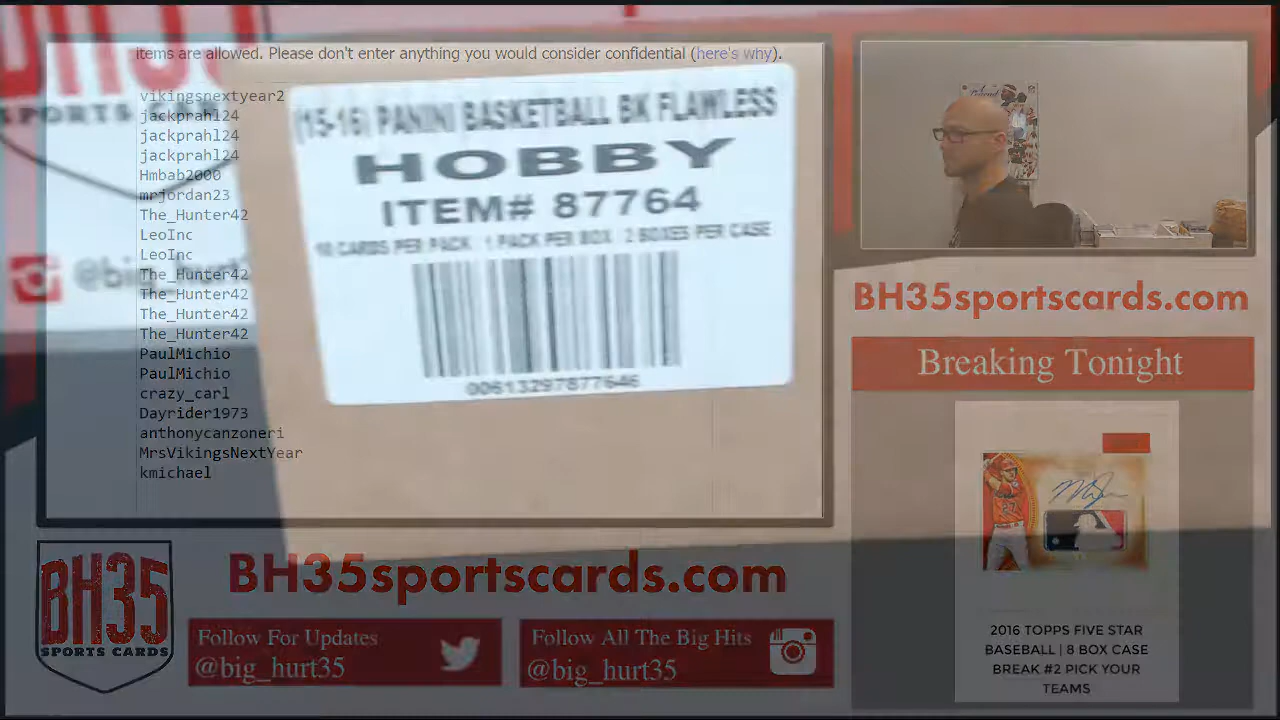 items are allowed. Please don't enter anything you would consider confidential (here's why).
vikingsnextyear2
jackprahl24
jackprahl24
jackprahl24
Hmbab2000
mrjordan23
The_Hunter42
LeoInc
LeoInc
The_Hunter42
The_Hunter42
The_Hunter42
The_Hunter42
PaulMichio
PaulMichio
crazy_carl
Dayrider1973
anthonycanzoneri
MrsVikingsNextYear
kmichael
(15-16) PANINI BASKETBALL BK FLAWLESS
HOBBY
ITEM# 87764
10 CARDS PER PACK 1 PACK PER BOX 2 BOXES PER CASE
00613297877646
SPORTS
@big_hurt
BH35sportscards.com
Breaking Tonight
2016 TOPPS FIVE STAR
BASEBALL | 8 BOX CASE
BREAK #2 PICK YOUR
TEAMS
BH35
SPORTS CARDS
BH35sportscards.com
Follow For Updates
@big_hurt35
Follow All The Big Hits
@big_hurt35